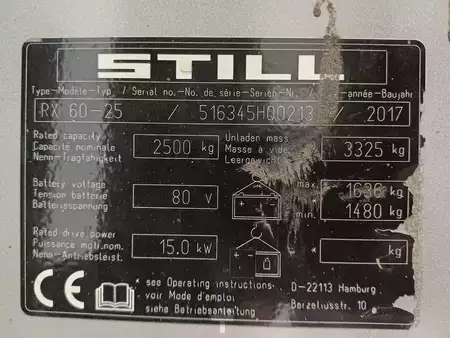 STILL
Type-Modèle-Typ / Serial no.-No. de série-Serien-Nr. / -année-Baujahr
RX 60-25 / 516345H00213 / 2017
Rated capacity
Capacité nominale
Nenn-Tragfähigkeit
2500 kg
Unladen mass
Masse à vide
Leergewicht
3325 kg
Battery voltage
Tension batterie
Batteriespannung
80 V
max. 1636 kg
min. 1480 kg
Rated drive power
Puissance mot.nom.
Nenn-Antriebsleist.
15.0 kW
* kg
CE
* see Operating instructions
voir Mode d'emploi
siehe Betriebsanleitung
D-22113 Hamburg
Berzeliusstr. 10